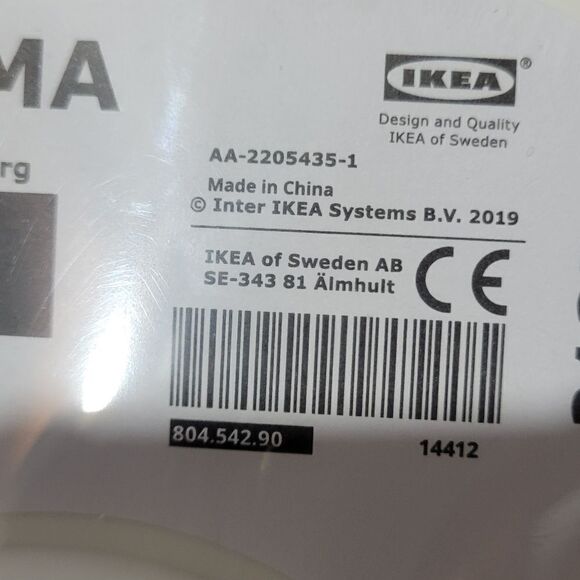 MA
rg
IKEA®
Design and Quality
IKEA of Sweden
AA-2205435-1
Made in China
© Inter IKEA Systems B.V. 2019
IKEA of Sweden AB
SE-343 81 Älmhult
CE
804.542.90
14412